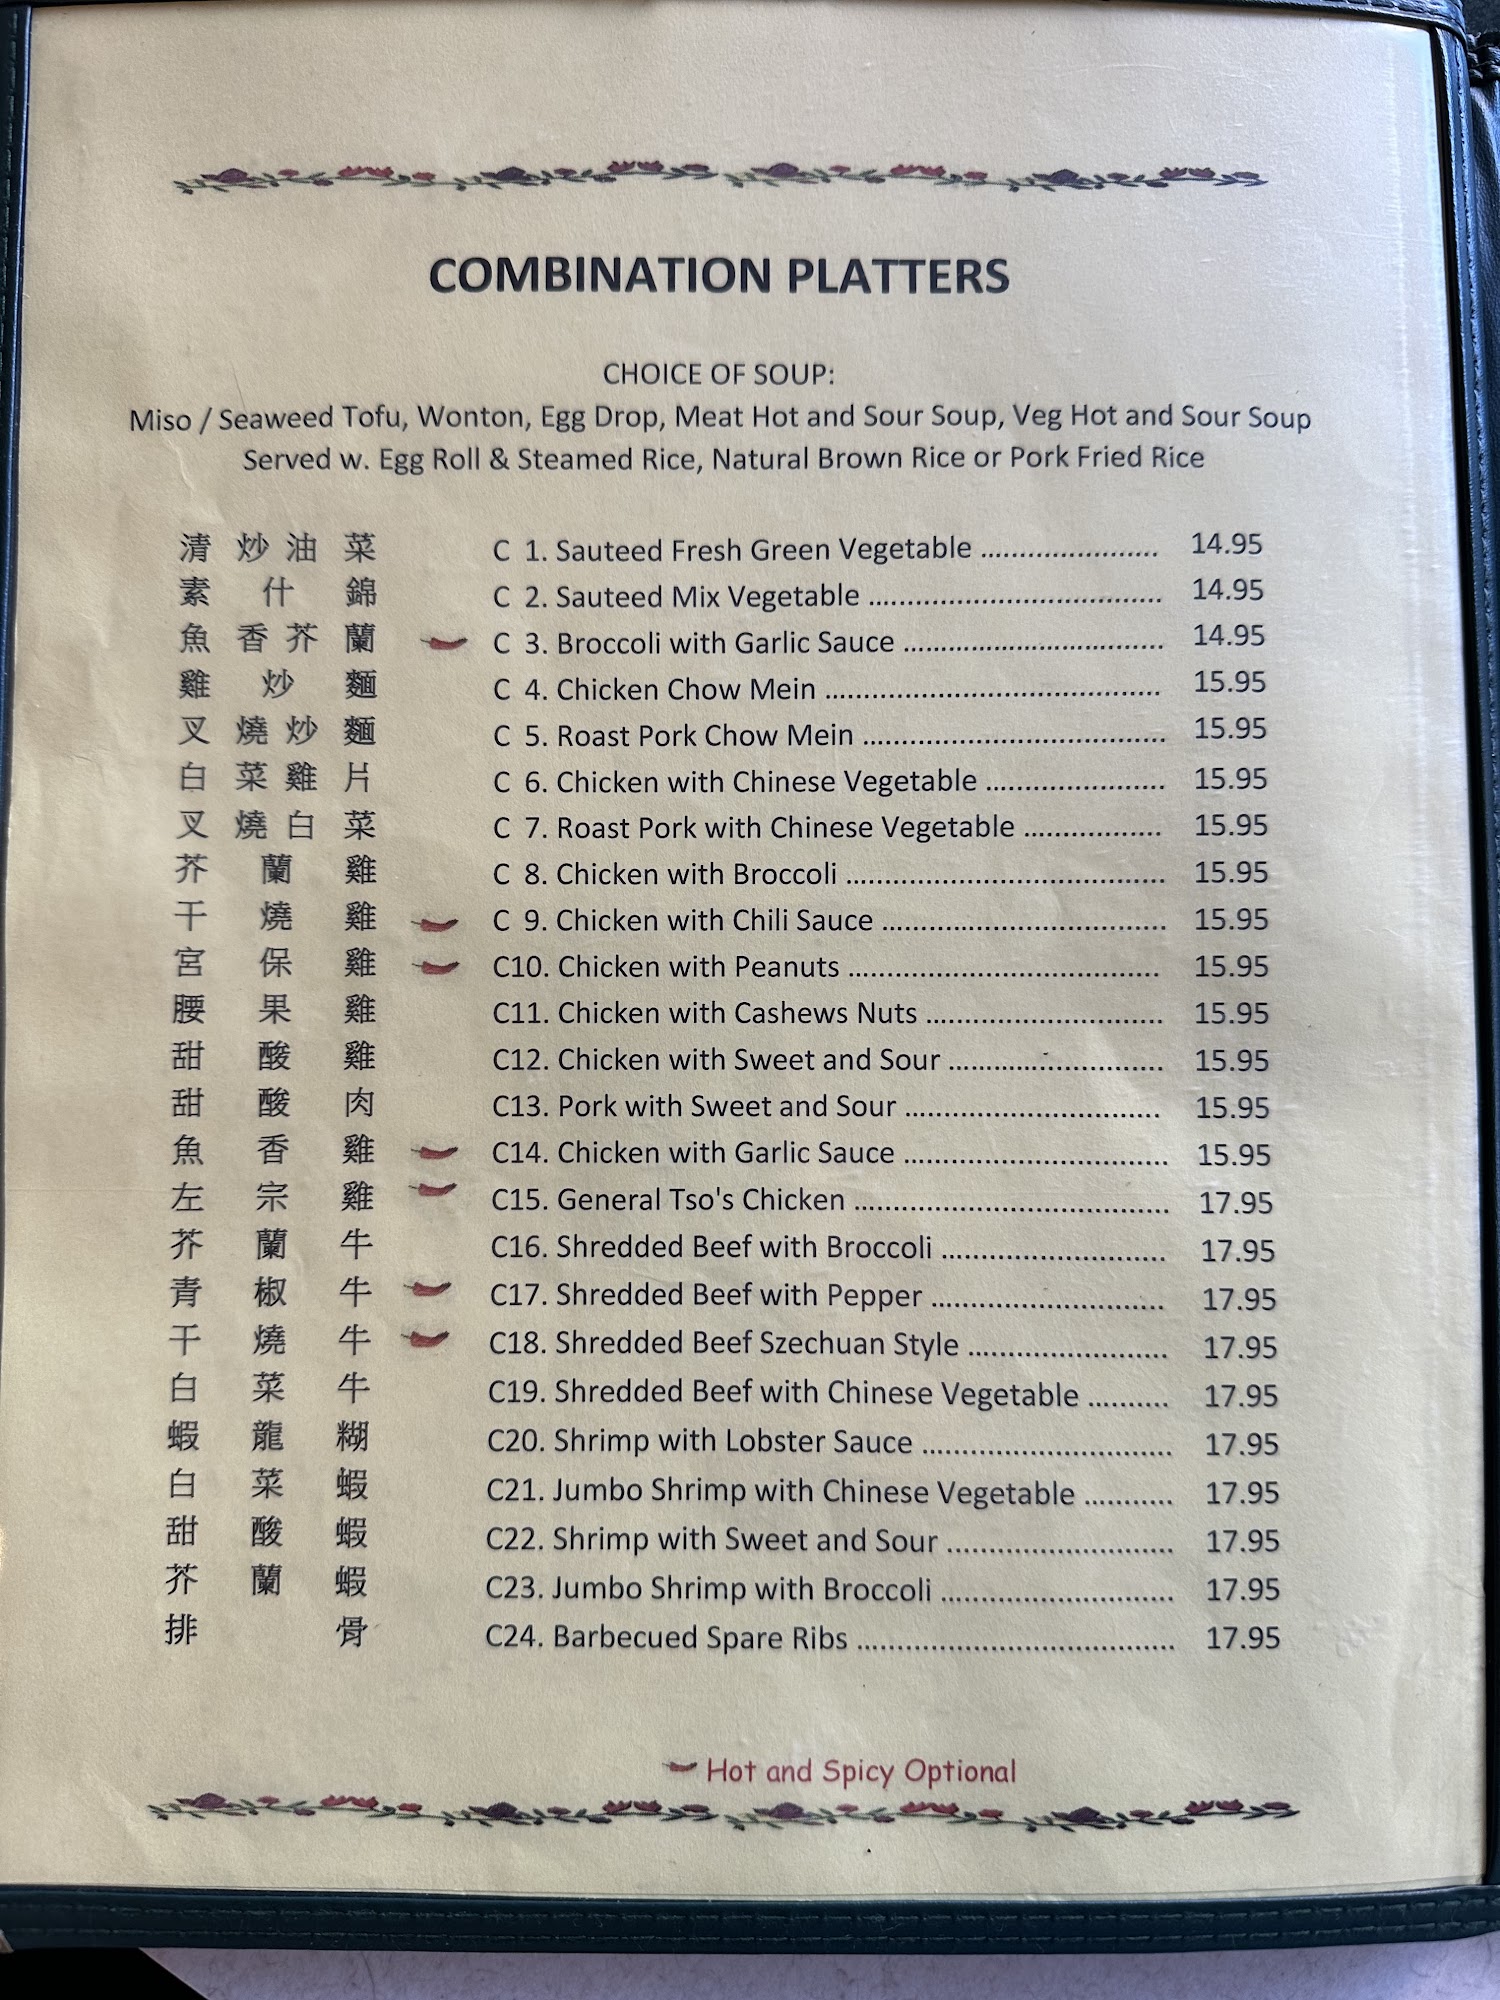 COMBINATION PLATTERS
CHOICE OF SOUP:
Miso / Seaweed Tofu, Wonton, Egg Drop, Meat Hot and Sour Soup, Veg Hot and Sour Soup
Served w. Egg Roll & Steamed Rice, Natural Brown Rice or Pork Fried Rice
清炒油菜 C 1. Sauteed Fresh Green Vegetable ........................ 14.95
素什錦 C 2. Sauteed Mix Vegetable ........................ 14.95
魚香芥蘭 C 3. Broccoli with Garlic Sauce ........................ 14.95
雞炒麵 C 4. Chicken Chow Mein ........................ 15.95
叉燒炒麵 C 5. Roast Pork Chow Mein ........................ 15.95
白菜雞片 C 6. Chicken with Chinese Vegetable ........................ 15.95
叉燒白菜 C 7. Roast Pork with Chinese Vegetable ........................ 15.95
芥蘭雞 C 8. Chicken with Broccoli ........................ 15.95
干燒雞 C 9. Chicken with Chili Sauce ........................ 15.95
宮保雞 C10. Chicken with Peanuts ........................ 15.95
腰果雞 C11. Chicken with Cashews Nuts ........................ 15.95
甜酸雞 C12. Chicken with Sweet and Sour ........................ 15.95
甜酸肉 C13. Pork with Sweet and Sour ........................ 15.95
魚香雞 C14. Chicken with Garlic Sauce ........................ 15.95
左宗雞 C15. General Tso's Chicken ........................ 17.95
芥蘭牛 C16. Shredded Beef with Broccoli ........................ 17.95
青椒牛 C17. Shredded Beef with Pepper ........................ 17.95
干燒牛 C18. Shredded Beef Szechuan Style ........................ 17.95
白菜牛 C19. Shredded Beef with Chinese Vegetable .......... 17.95
蝦龍糊 C20. Shrimp with Lobster Sauce ........................ 17.95
白菜蝦 C21. Jumbo Shrimp with Chinese Vegetable ........... 17.95
甜酸蝦 C22. Shrimp with Sweet and Sour ........................ 17.95
芥蘭蝦 C23. Jumbo Shrimp with Broccoli ........................ 17.95
排骨 C24. Barbecued Spare Ribs ........................ 17.95
Hot and Spicy Optional